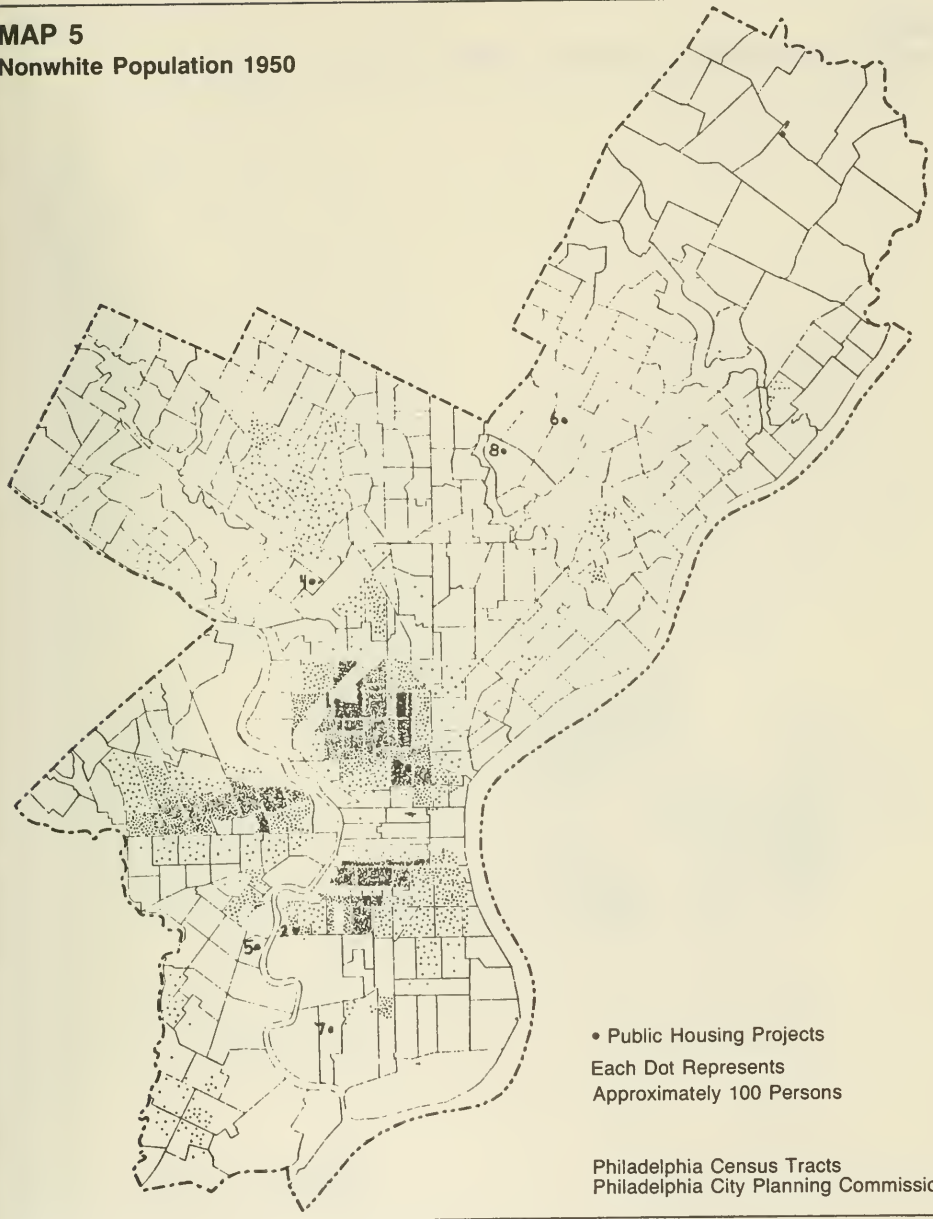 MAP 5
Nonwhite Population 1950
6
8
4
2
5
7
• Public Housing Projects
Each Dot Represents
Approximately 100 Persons
Philadelphia Census Tracts
Philadelphia City Planning Commissio